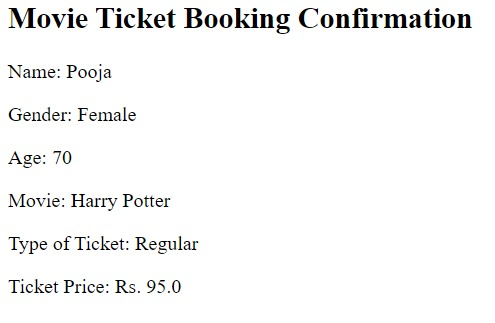 Movie Ticket Booking Confirmation
Name: Pooja
Gender: Female
Age: 70
Movie: Harry Potter
Type of Ticket: Regular
Ticket Price: Rs. 95.0